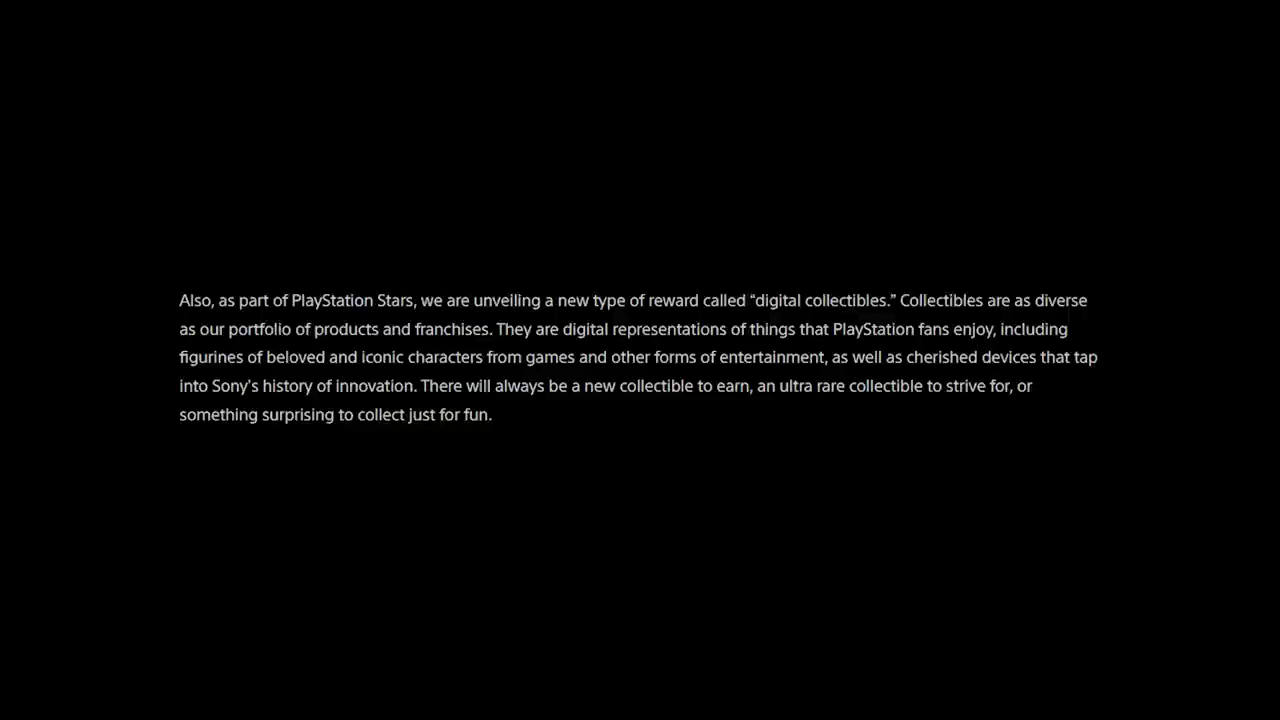 Also, as part of PlayStation Stars, we are unveiling a new type of reward called “digital collectibles.” Collectibles are as diverse
as our portfolio of products and franchises. They are digital representations of things that PlayStation fans enjoy, including
figurines of beloved and iconic characters from games and other forms of entertainment, as well as cherished devices that tap
into Sony’s history of innovation. There will always be a new collectible to earn, an ultra rare collectible to strive for, or
something surprising to collect just for fun.